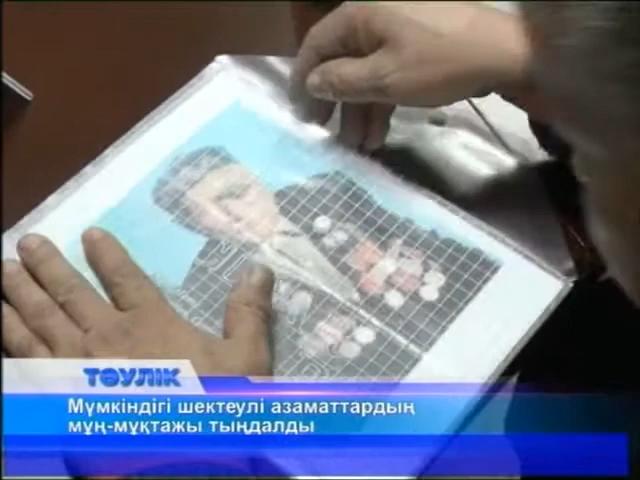 ТӘУЛІК
Мүмкіндігі шектеулі азаматтардың
мұң-мұқтажы тыңдалды